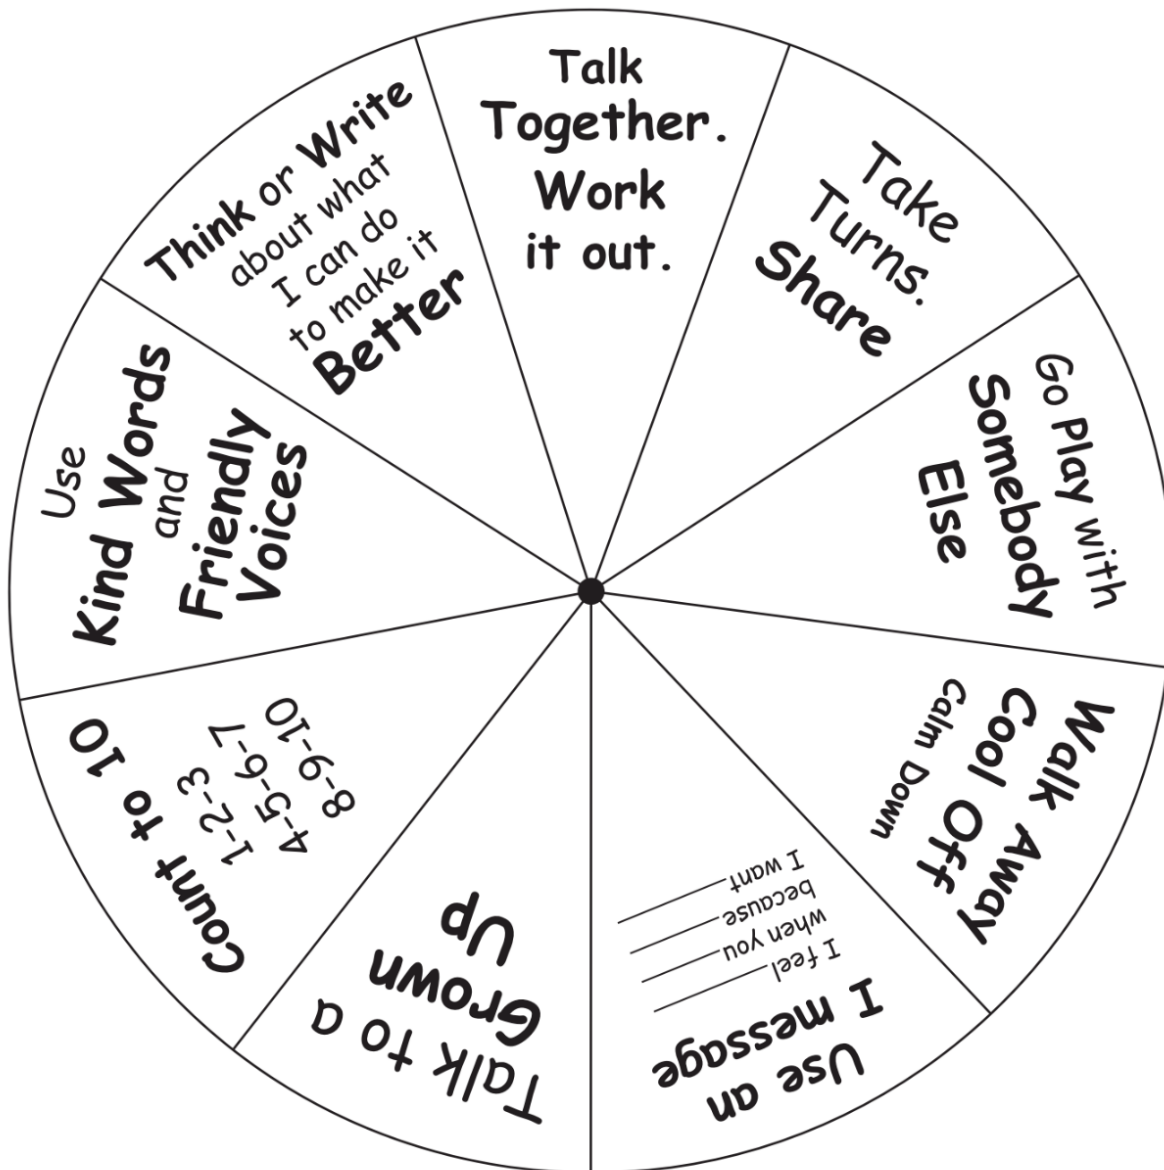 Talk
Together.
Work
it out.
Take
Turns.
Share
Go Play with
Somebody
Else
Walk Away
Cool Off
Calm Down
Use an
I message
I feel
when you
because
I want
Talk to a
Grown
Up
Count to 10
1-2-3
4-5-6-7
8-9-10
Use
Kind Words
and
Friendly
Voices
Think or Write
about what
I can do
to make it
Better